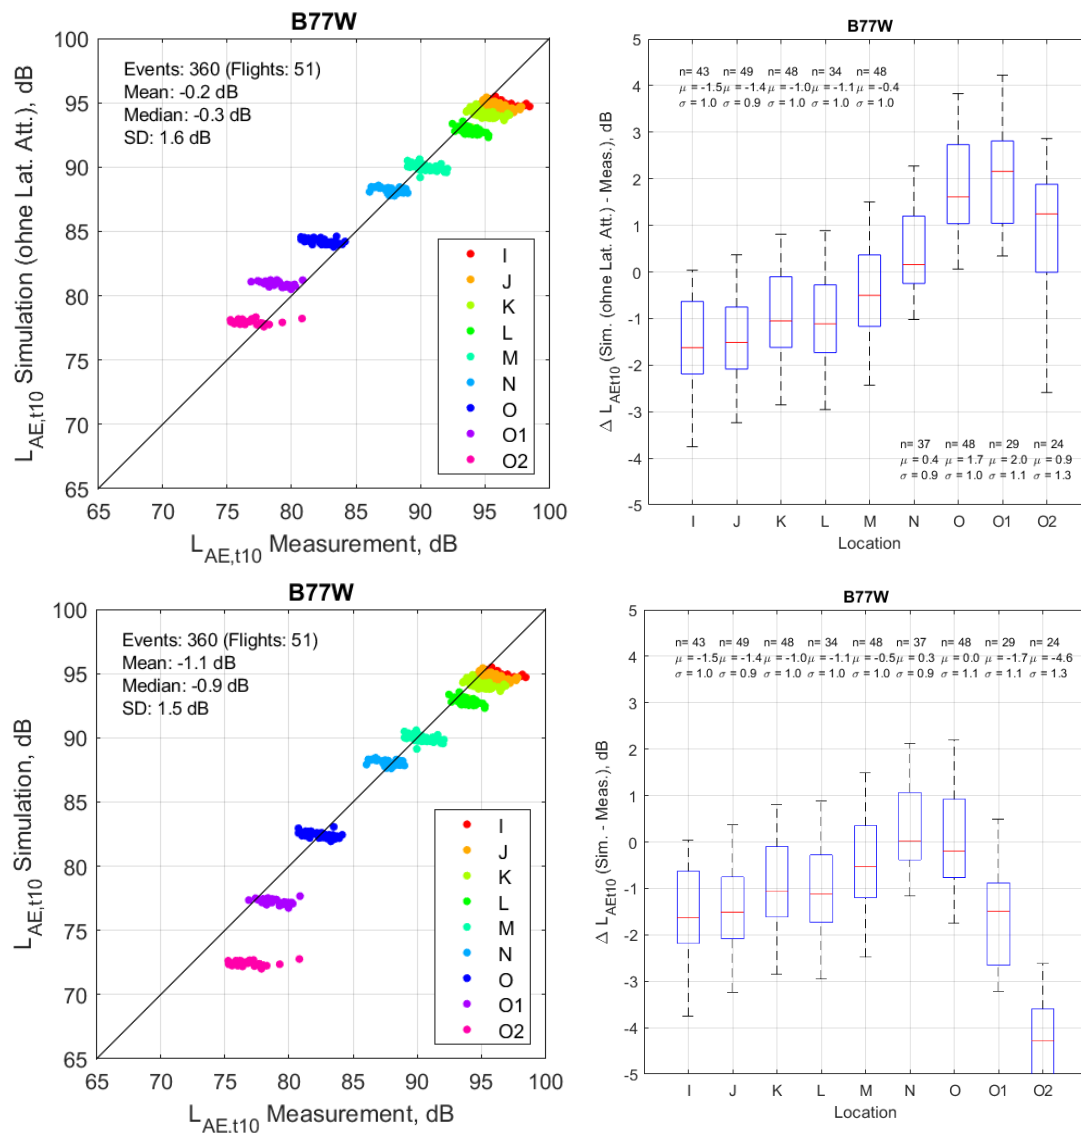 B77W
Events: 360 (Flights: 51)
Mean: -0.2 dB
Median: -0.3 dB
SD: 1.6 dB
I
J
K
L
M
N
O
O1
O2
100
95
90
85
80
75
70
65
65 70 75 80 85 90 95 100
L_AE,t10 Simulation (ohne Lat. Att.), dB
L_AE,t10 Measurement, dB
B77W
n= 43 n= 49 n= 48 n= 34 n= 48
μ = -1.5 μ = -1.4 μ = -1.0 μ = -1.1 μ = -0.4
σ = 1.0 σ = 0.9 σ = 1.0 σ = 1.0 σ = 1.0
n= 37 n= 48 n= 29 n= 24
μ = 0.4 μ = 1.7 μ = 2.0 μ = 0.9
σ = 0.9 σ = 1.0 σ = 1.1 σ = 1.3
5
4
3
2
1
0
-1
-2
-3
-4
-5
I J K L M N O O1 O2
Δ L_AEt10 (Sim. (ohne Lat. Att.) - Meas.), dB
Location
B77W
Events: 360 (Flights: 51)
Mean: -1.1 dB
Median: -0.9 dB
SD: 1.5 dB
I
J
K
L
M
N
O
O1
O2
100
95
90
85
80
75
70
65
65 70 75 80 85 90 95 100
L_AE,t10 Simulation, dB
L_AE,t10 Measurement, dB
B77W
n= 43 n= 49 n= 48 n= 34 n= 48 n= 37 n= 48 n= 29 n= 24
μ = -1.5 μ = -1.4 μ = -1.0 μ = -1.1 μ = -0.5 μ = 0.3 μ = 0.0 μ = -1.7 μ = -4.6
σ = 1.0 σ = 0.9 σ = 1.0 σ = 1.0 σ = 1.0 σ = 0.9 σ = 1.1 σ = 1.1 σ = 1.3
5
4
3
2
1
0
-1
-2
-3
-4
-5
I J K L M N O O1 O2
Δ L_AEt10 (Sim. - Meas.), dB
Location